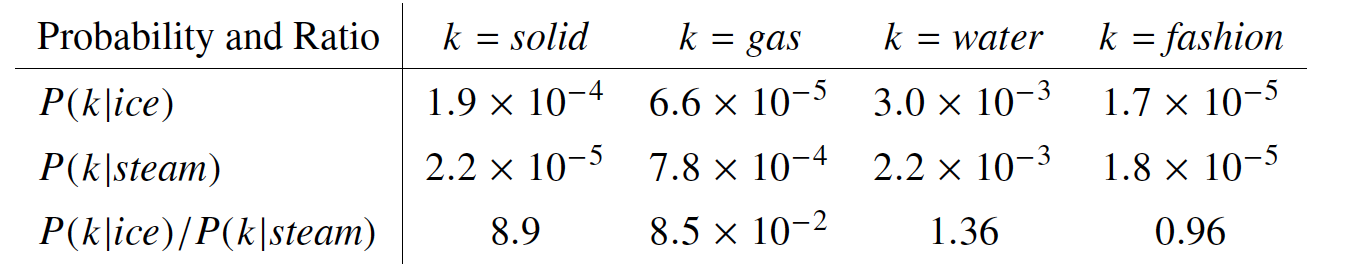 Probability and Ratio k = solid k = gas k = water k = fashion
P(k|ice) 1.9 × 10⁻⁴ 6.6 × 10⁻⁵ 3.0 × 10⁻³ 1.7 × 10⁻⁵
P(k|steam) 2.2 × 10⁻⁵ 7.8 × 10⁻⁴ 2.2 × 10⁻³ 1.8 × 10⁻⁵
P(k|ice)/P(k|steam) 8.9 8.5 × 10⁻² 1.36 0.96